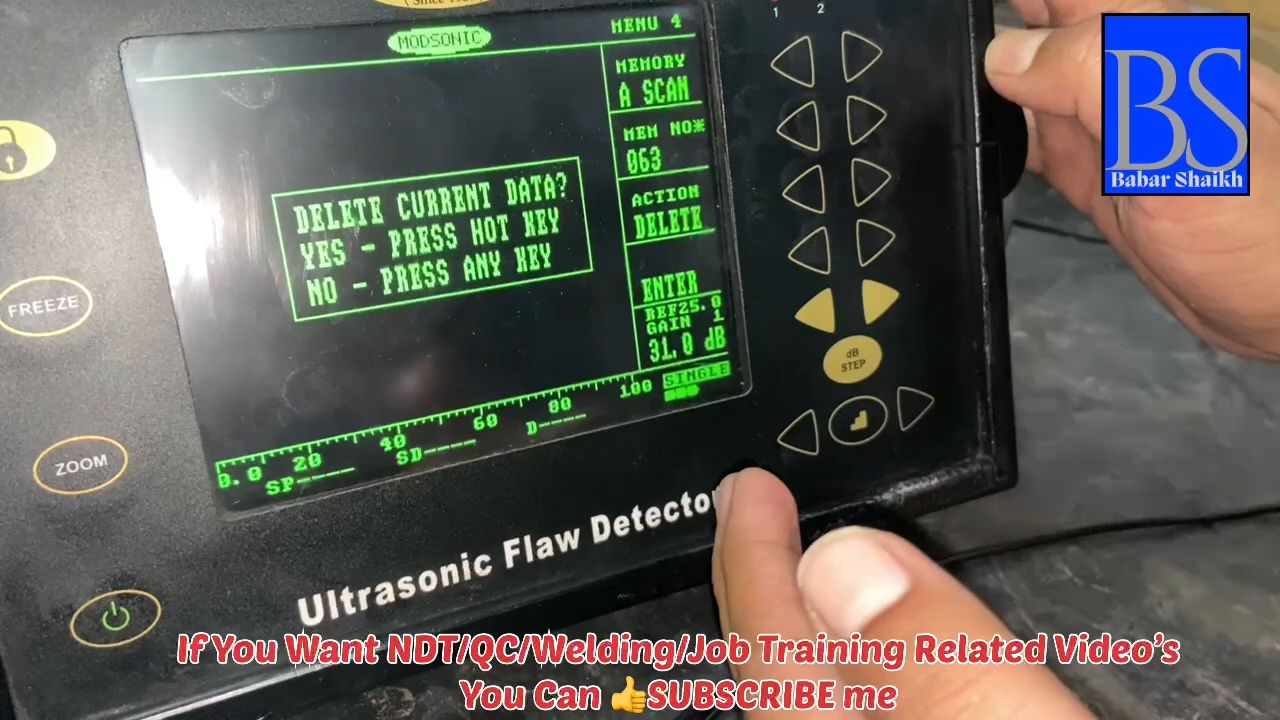 (Since 19
MODSONIC
MENU 4
MEMORY
A SCAN
MEM NO*
063
ACTION
DELETE
ENTER
REF25.0
GAIN 1
31.0 dB
SINGLE
DELETE CURRENT DATA?
YES - PRESS HOT KEY
NO - PRESS ANY KEY
0.0 20 40 60 80 100
SP---- SD---- D----
1 2
FREEZE
ZOOM
dB
STEP
Ultrasonic Flaw Detector
BS
Babar Shaikh
If You Want NDT/QC/Welding/Job Training Related Video's
You Can 👍SUBSCRIBE me